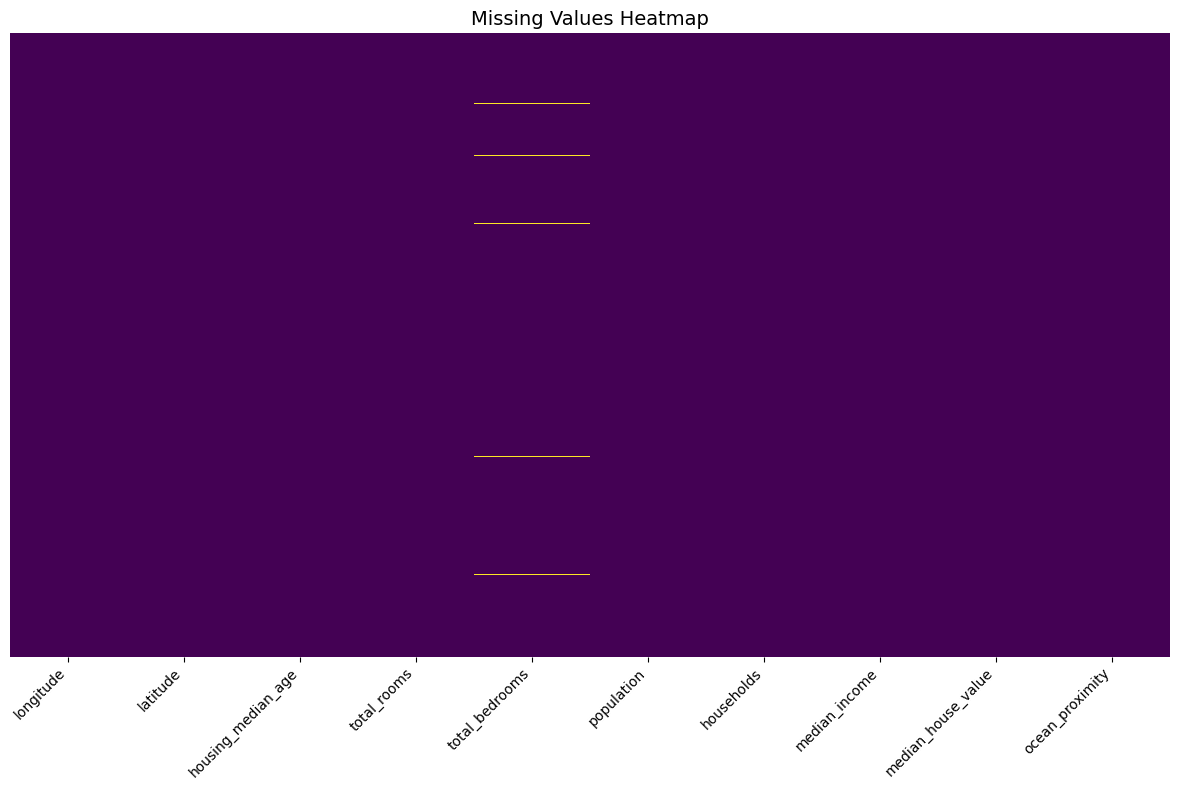 Missing Values Heatmap
longitude
latitude
housing_median_age
total_rooms
total_bedrooms
population
households
median_income
median_house_value
ocean_proximity